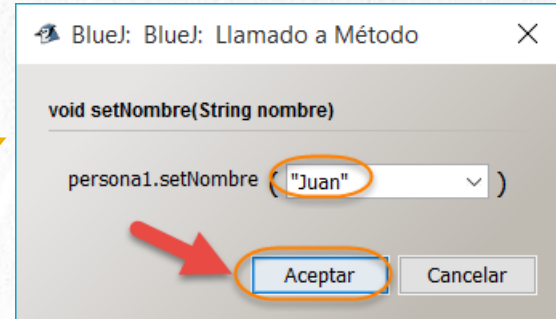 BlueJ: BlueJ: Llamado a Método
void setNombre(String nombre)
persona1.setNombre ( "Juan" )
Aceptar Cancelar